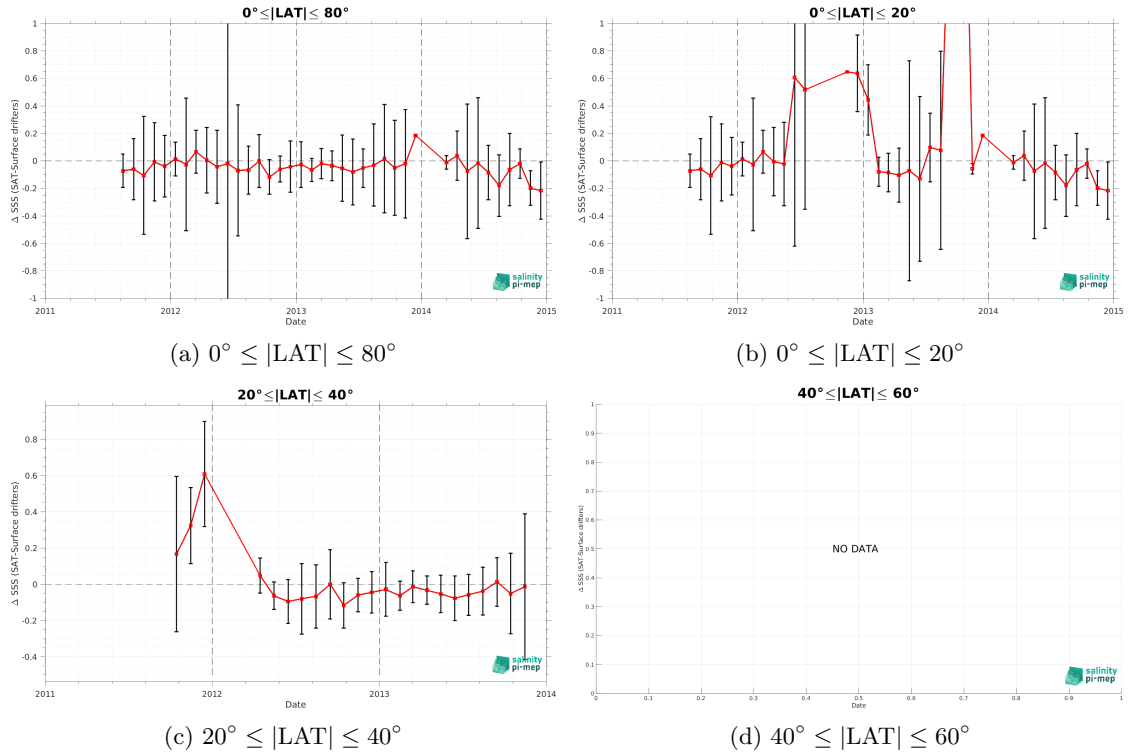 0°≤|LAT|≤ 80°
1
0.8
0.6
0.4
0.2
0
-0.2
-0.4
-0.6
-0.8
-1
Δ SSS (SAT-Surface drifters)
2011
2012
2013
2014
2015
Date
salinity
pi-mep
(a) 0° ≤ |LAT| ≤ 80°
0°≤|LAT|≤ 20°
1
0.8
0.6
0.4
0.2
0
-0.2
-0.4
-0.6
-0.8
-1
Δ SSS (SAT-Surface drifters)
2011
2012
2013
2014
2015
Date
salinity
pi-mep
(b) 0° ≤ |LAT| ≤ 20°
20°≤|LAT|≤ 40°
0.8
0.6
0.4
0.2
0
-0.2
-0.4
Δ SSS (SAT-Surface drifters)
2011
2012
2013
2014
Date
salinity
pi-mep
(c) 20° ≤ |LAT| ≤ 40°
40°≤|LAT|≤ 60°
1
0.9
0.8
0.7
0.6
0.5
0.4
0.3
0.2
0.1
0
Δ SSS (SAT-Surface drifters)
NO DATA
0
0.1
0.2
0.3
0.4
0.5
0.6
0.7
0.8
0.9
1
Date
salinity
pi-mep
(d) 40° ≤ |LAT| ≤ 60°